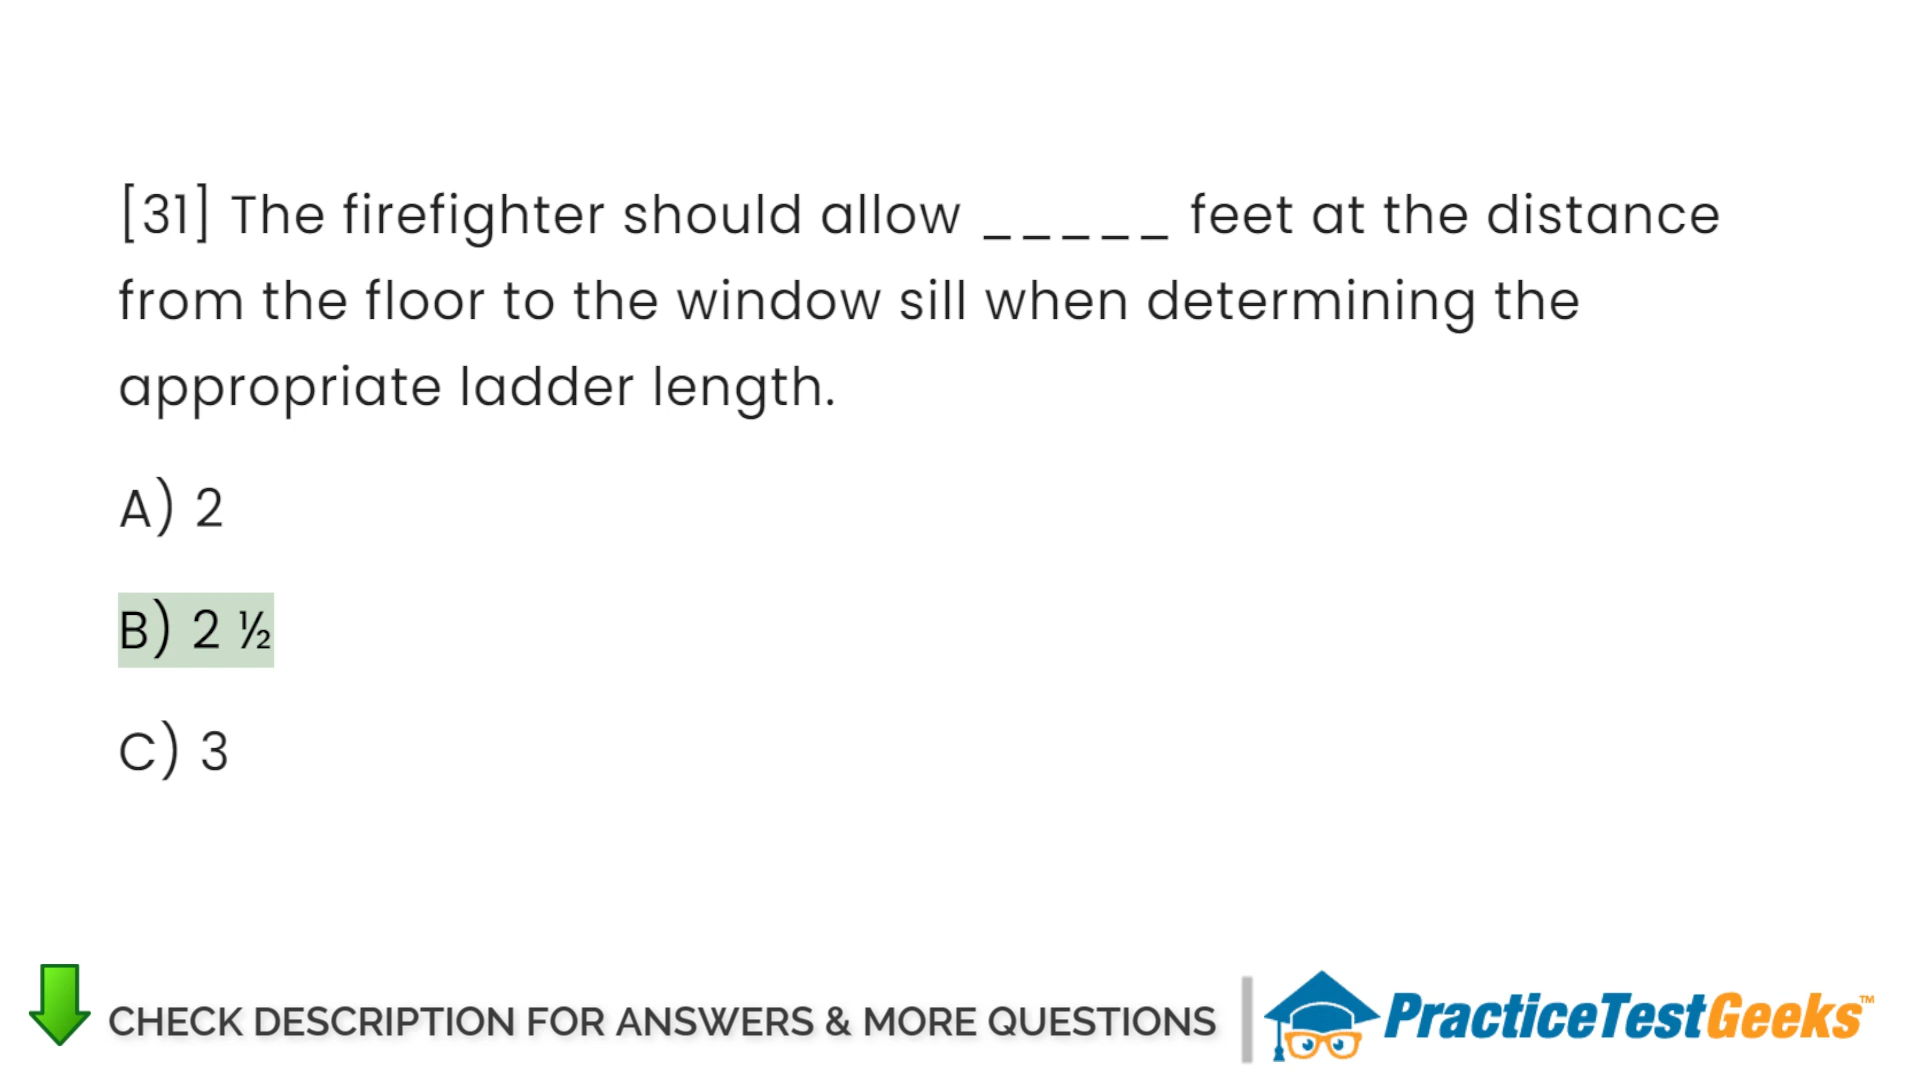 [31] The firefighter should allow _____ feet at the distance
from the floor to the window sill when determining the
appropriate ladder length.
A) 2
B) 2 ½
C) 3
CHECK DESCRIPTION FOR ANSWERS & MORE QUESTIONS
PracticeTestGeeks™